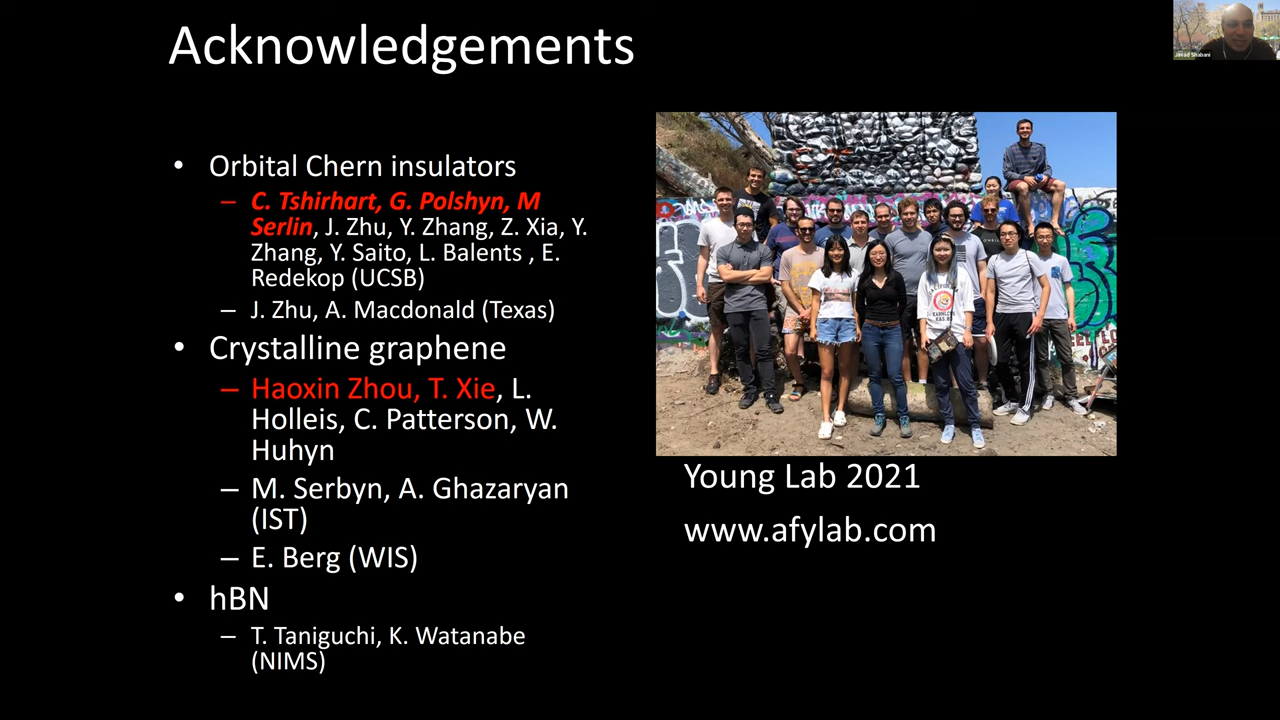 Acknowledgements
Javad Shabani
• Orbital Chern insulators
– C. Tshirhart, G. Polshyn, M
Serlin, J. Zhu, Y. Zhang, Z. Xia, Y.
Zhang, Y. Saito, L. Balents , E.
Redekop (UCSB)
– J. Zhu, A. Macdonald (Texas)
• Crystalline graphene
– Haoxin Zhou, T. Xie, L.
Holleis, C. Patterson, W.
Huhyn
– M. Serbyn, A. Ghazaryan
(IST)
– E. Berg (WIS)
• hBN
– T. Taniguchi, K. Watanabe
(NIMS)
Young Lab 2021
www.afylab.com